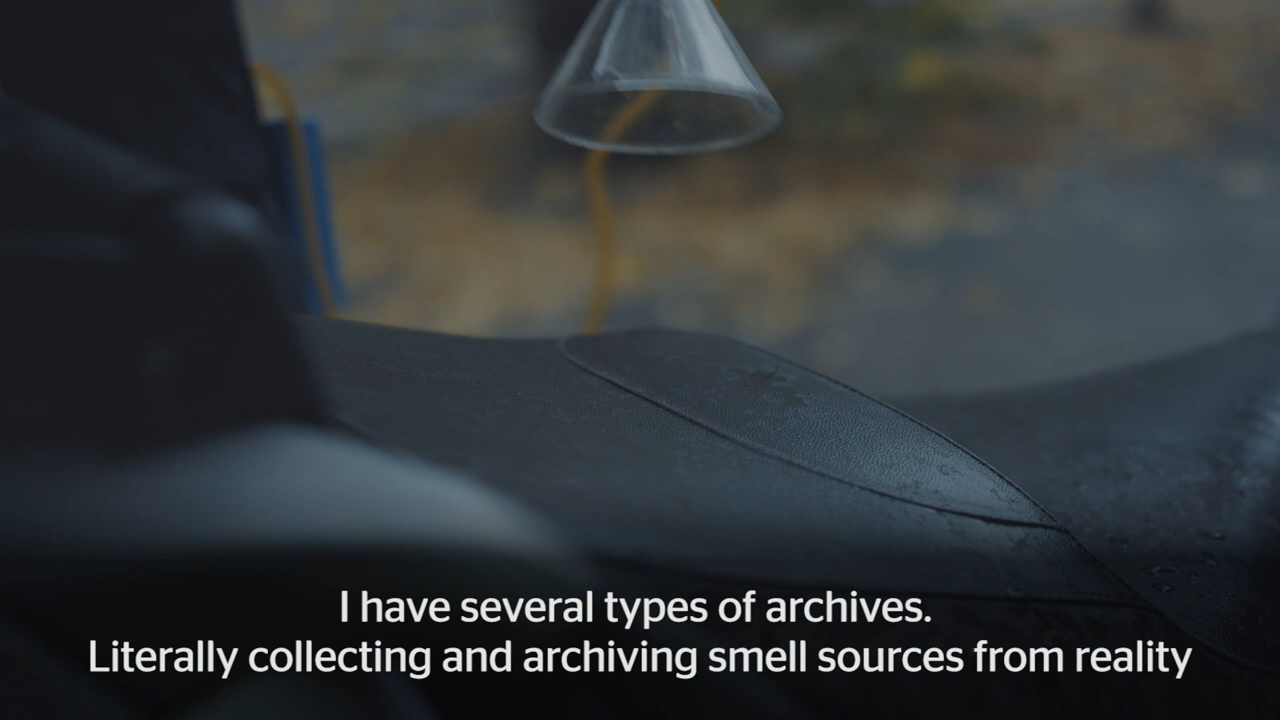 I have several types of archives.
Literally collecting and archiving smell sources from reality